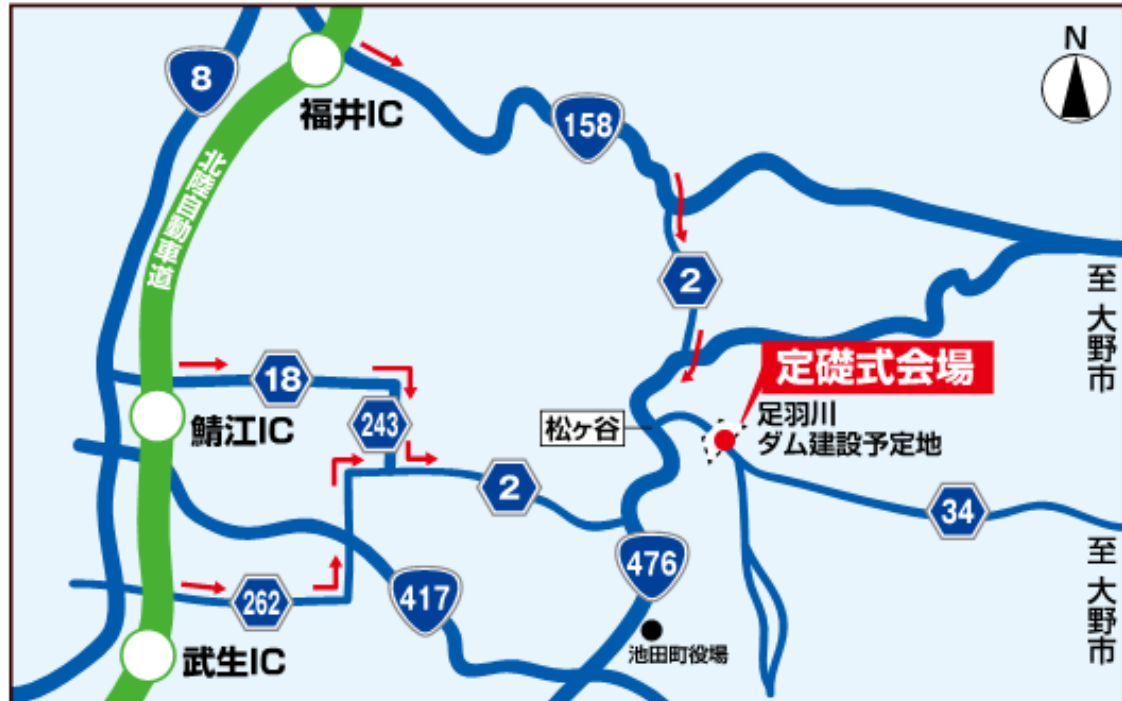 N
8
福井IC
158
北陸自動車道
2
至 大野市
定礎式会場
18
足羽川
ダム建設予定地
鯖江IC
243
松ヶ谷
2
34
476
至 大野市
262
417
武生IC
池田町役場